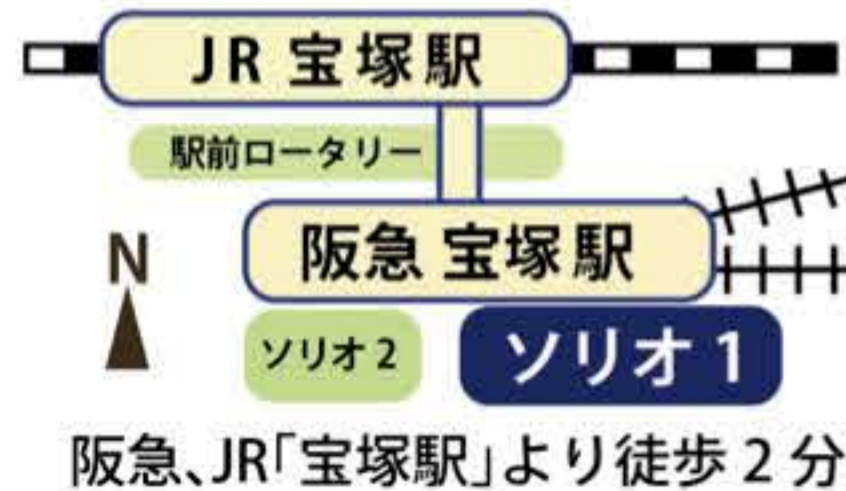 JR 宝塚駅
駅前ロータリー
阪急 宝塚駅
N
ソリオ 2
ソリオ 1
阪急、JR「宝塚駅」より徒歩 2 分